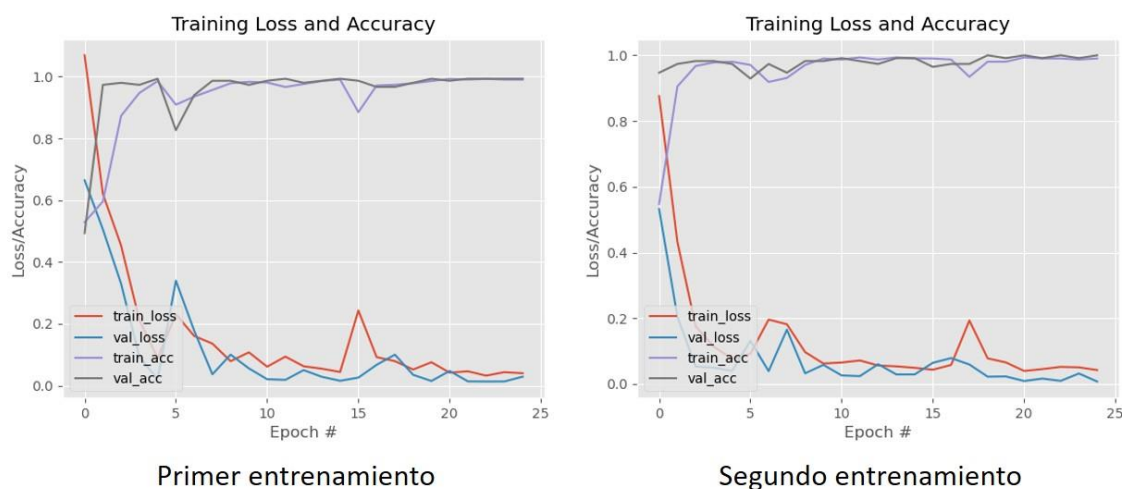 Training Loss and Accuracy
Loss/Accuracy
1.0
0.8
0.6
0.4
0.2
0.0
train_loss
val_loss
train_acc
val_acc
0 5 10 15 20 25
Epoch #
Primer entrenamiento
Training Loss and Accuracy
Loss/Accuracy
1.0
0.8
0.6
0.4
0.2
0.0
train_loss
val_loss
train_acc
val_acc
0 5 10 15 20 25
Epoch #
Segundo entrenamiento